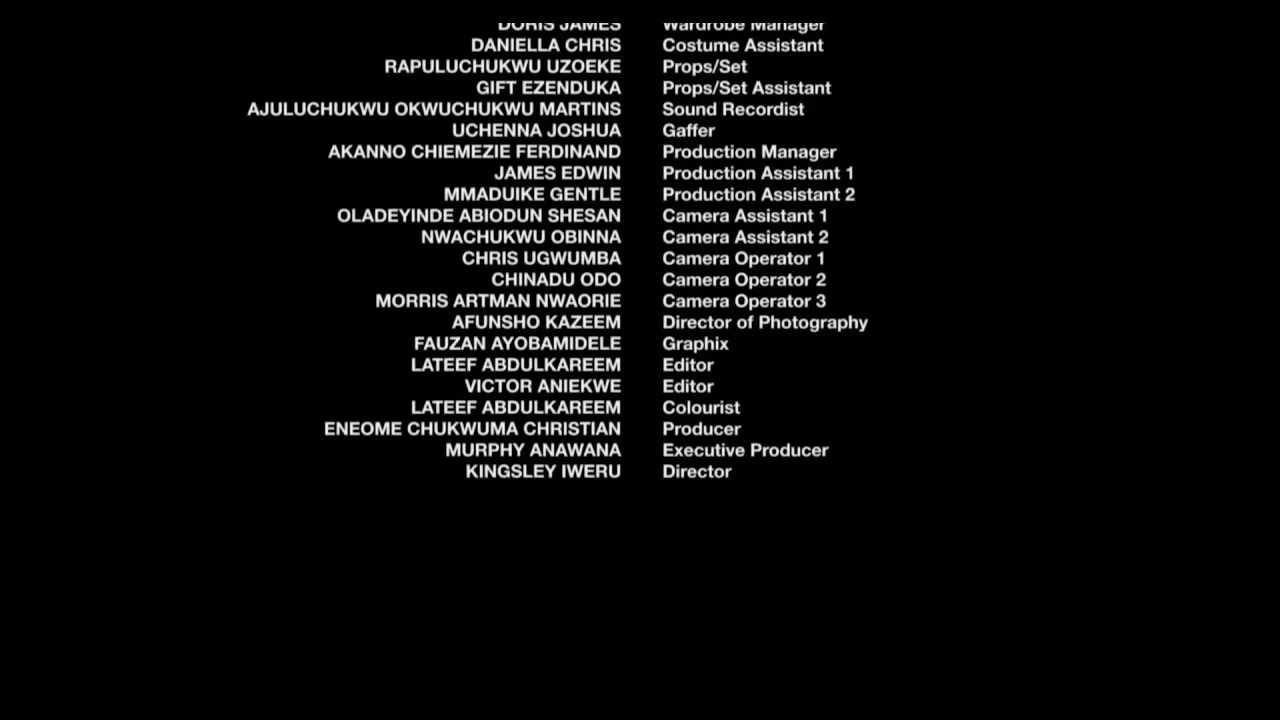 DORIS JAMES Wardrobe Manager
DANIELLA CHRIS Costume Assistant
RAPULUCHUKWU UZOEKE Props/Set
GIFT EZENDUKA Props/Set Assistant
AJULUCHUKWU OKWUCHUKWU MARTINS Sound Recordist
UCHENNA JOSHUA Gaffer
AKANNO CHIEMEZIE FERDINAND Production Manager
JAMES EDWIN Production Assistant 1
MMADUIKE GENTLE Production Assistant 2
OLADEYINDE ABIODUN SHESAN Camera Assistant 1
NWACHUKWU OBINNA Camera Assistant 2
CHRIS UGWUMBA Camera Operator 1
CHINADU ODO Camera Operator 2
MORRIS ARTMAN NWAORIE Camera Operator 3
AFUNSHO KAZEEM Director of Photography
FAUZAN AYOBAMIDELE Graphix
LATEEF ABDULKAREEM Editor
VICTOR ANIEKWE Editor
LATEEF ABDULKAREEM Colourist
ENEOME CHUKWUMA CHRISTIAN Producer
MURPHY ANAWANA Executive Producer
KINGSLEY IWERU Director